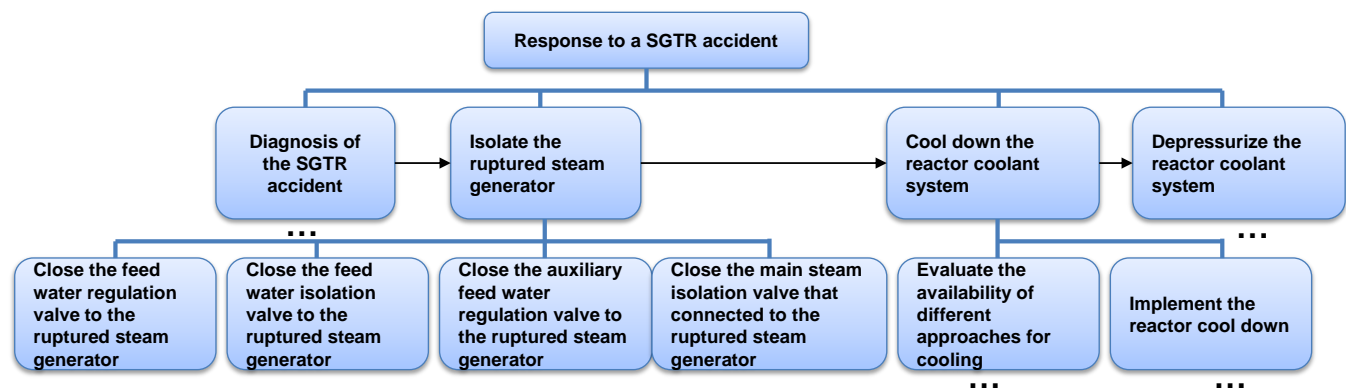 Response to a SGTR accident
Diagnosis of
the SGTR
accident
Isolate the
ruptured steam
generator
Cool down the
reactor coolant
system
Depressurize the
reactor coolant
system
...
...
Close the feed
water regulation
valve to the
ruptured steam
generator
Close the feed
water isolation
valve to the
ruptured steam
generator
Close the auxiliary
feed water
regulation valve to
the ruptured steam
generator
Close the main steam
isolation valve that
connected to the
ruptured steam
generator
Evaluate the
availability of
different
approaches for
cooling
Implement the
reactor cool down
...
...